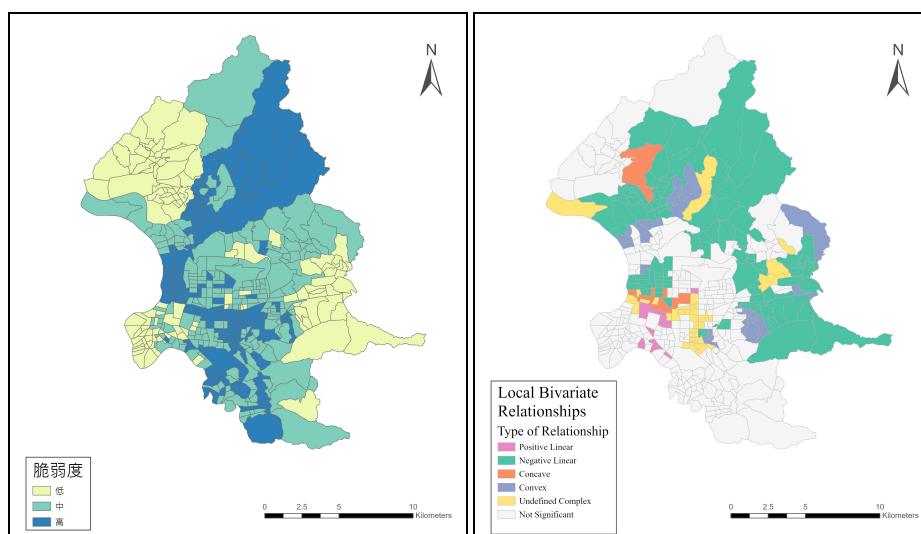 N
脆弱度
低
中
高
0 2.5 5 10
Kilometers
N
Local Bivariate
Relationships
Type of Relationship
Positive Linear
Negative Linear
Concave
Convex
Undefined Complex
Not Significant
0 2.5 5 10
Kilometers